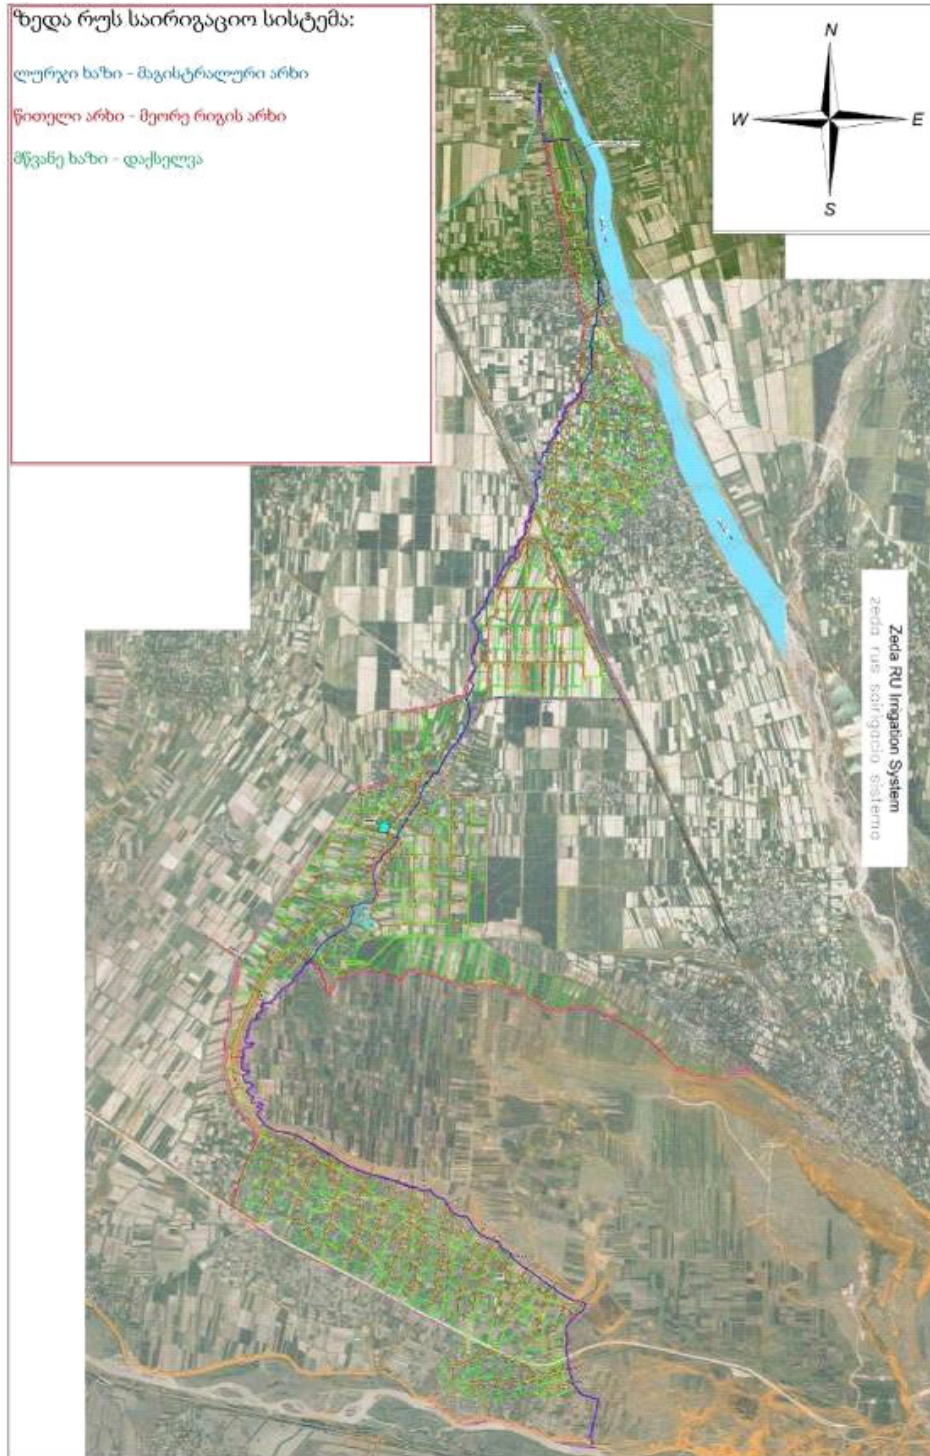 ზედა რუს საირიგაციო სისტემა:
ლურჯი ხაზი - მაგისტრალური არხი
წითელი არხი - მეორე რიგის არხი
მწვანე ხაზი - დაქსელვა
N
W
E
S
Zeda RU Irrigation System
zeda rus sairigacio sistema